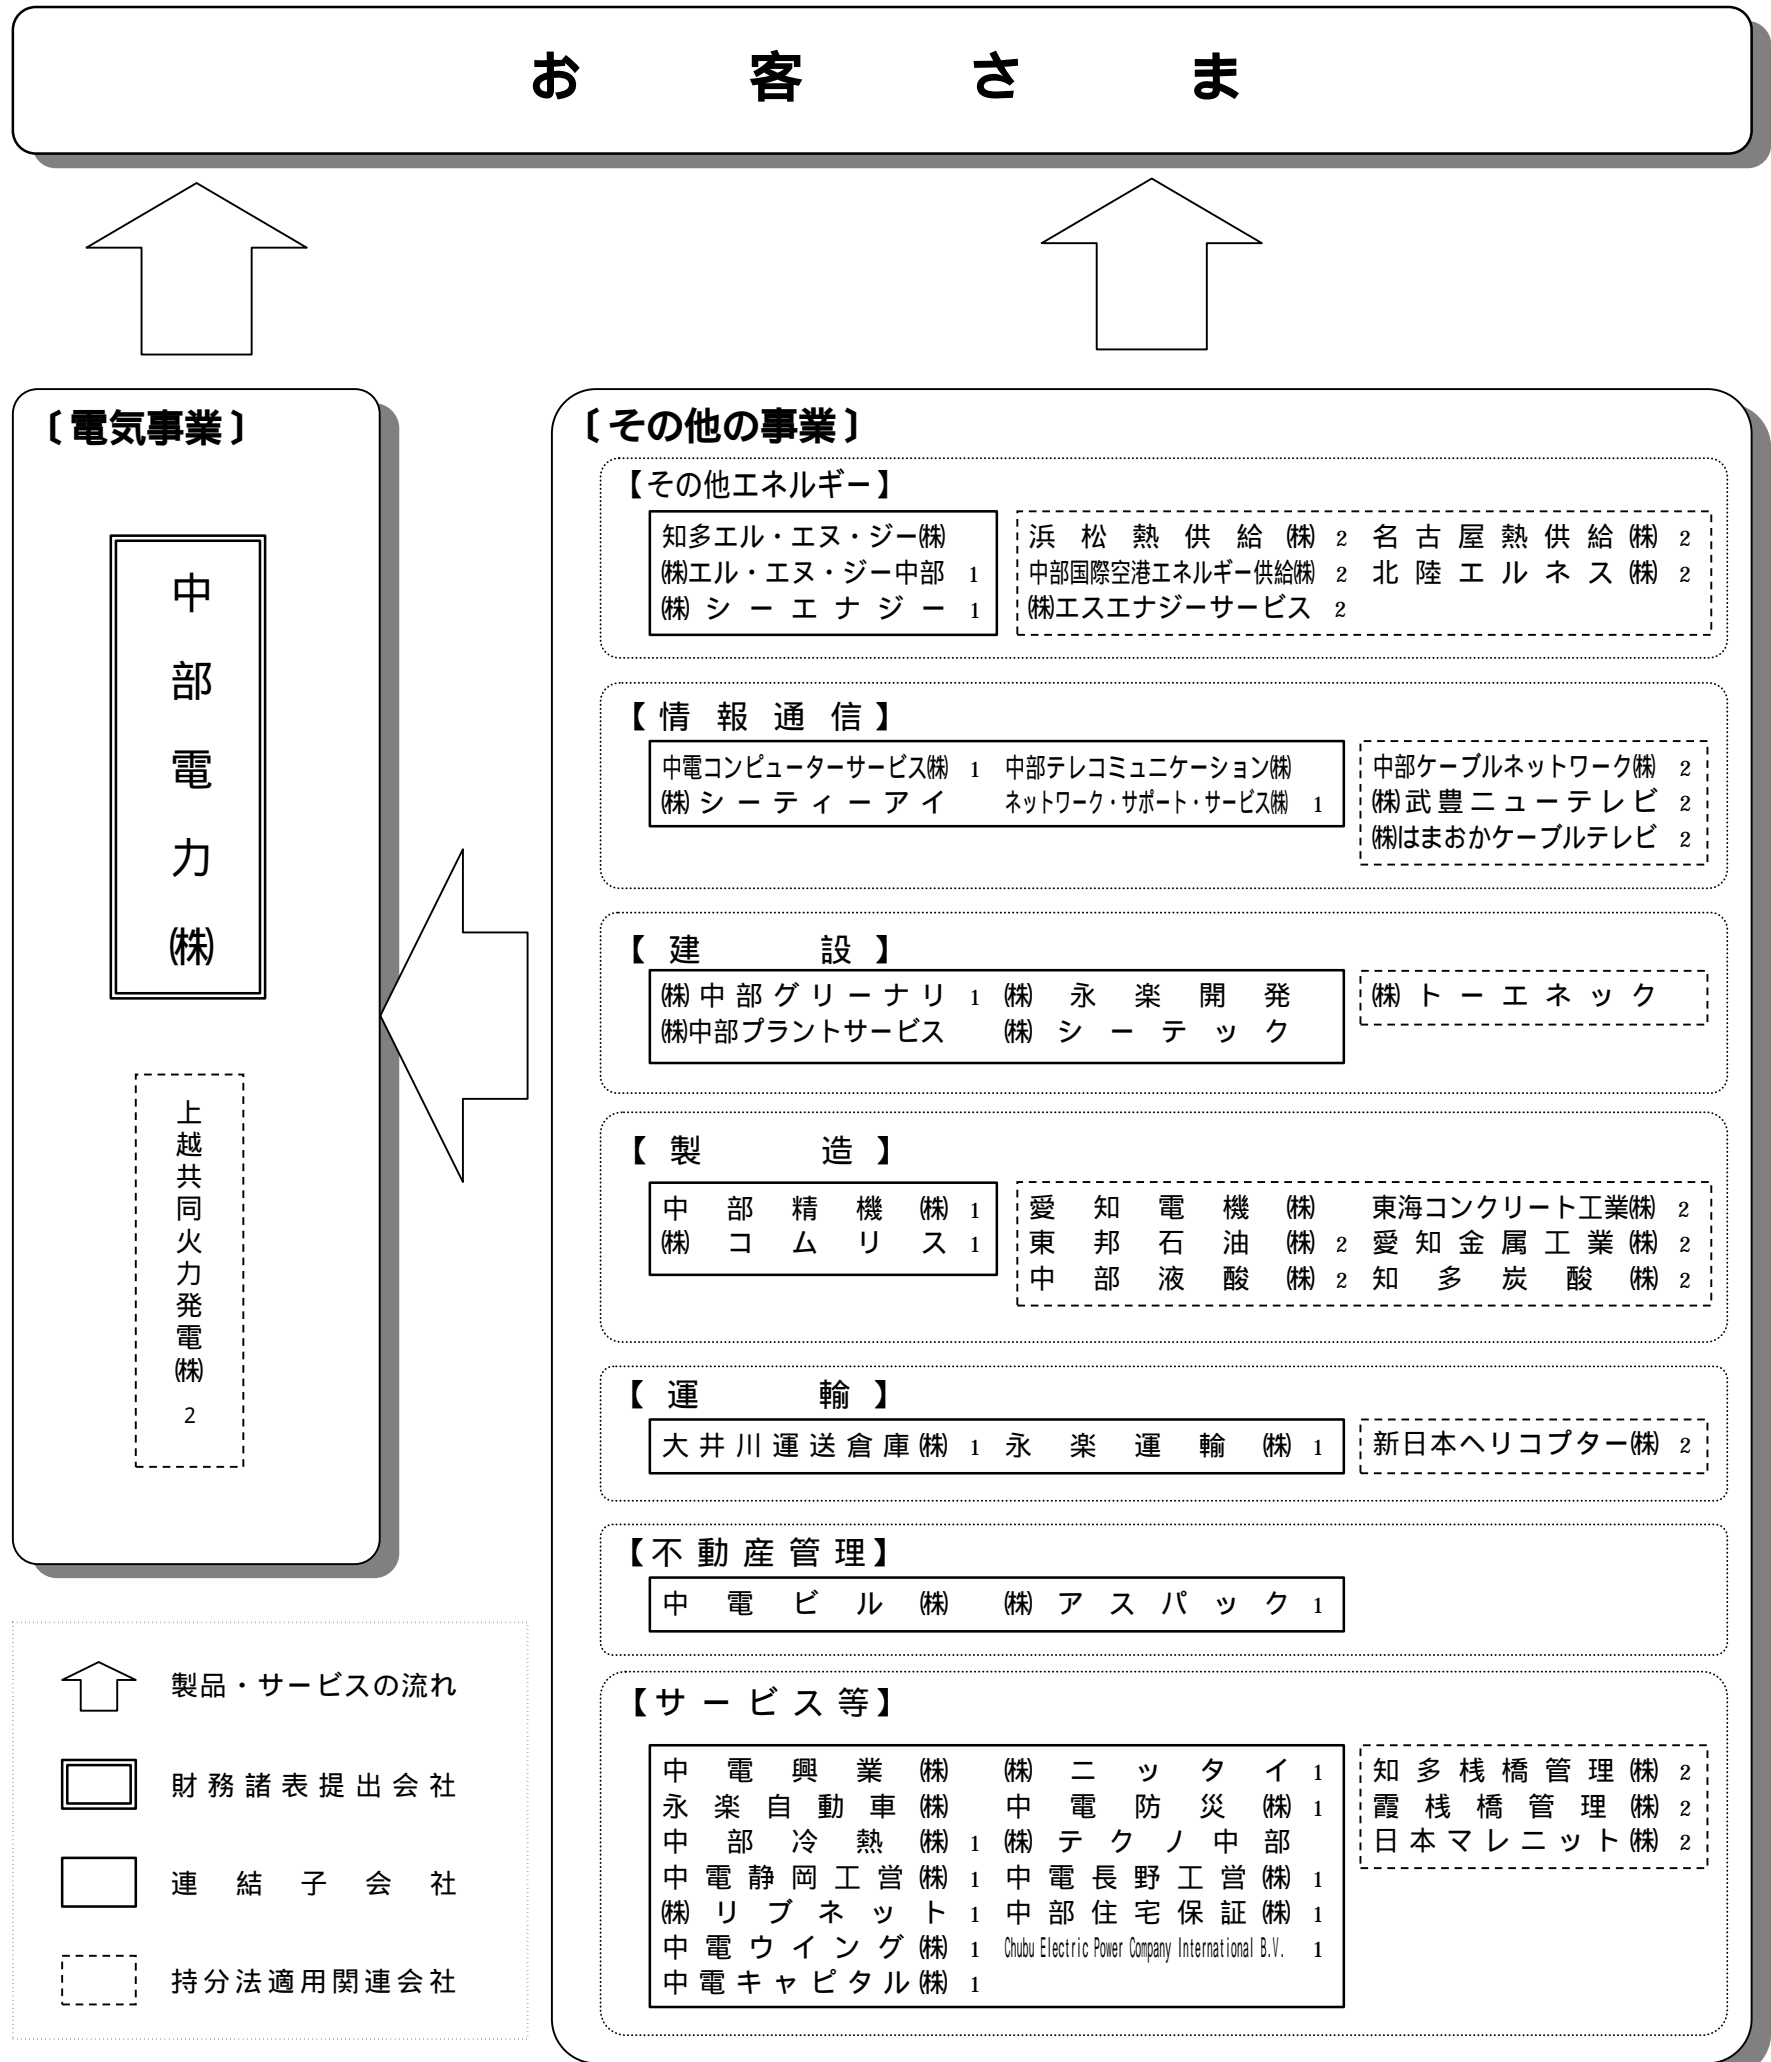 お客さま
〔電気事業〕
中部電力㈱
上越共同火力発電㈱ 2
〔その他の事業〕
【その他エネルギー】
知多エル・エヌ・ジー㈱
㈱エル・エヌ・ジー中部 1
㈱シーエナジー 1
浜松熱供給㈱ 2 名古屋熱供給㈱ 2
中部国際空港エネルギー供給㈱ 2 北陸エルネス㈱ 2
㈱エスエナジーサービス 2
【情報通信】
中電コンピューターサービス㈱ 1 中部テレコミュニケーション㈱
㈱シーティーアイ ネットワーク・サポート・サービス㈱ 1
中部ケーブルネットワーク㈱ 2
㈱武豊ニューテレビ 2
㈱はまおかケーブルテレビ 2
【建設】
㈱中部グリーナリ 1 ㈱永楽開発
㈱中部プラントサービス ㈱シーテック
㈱トーエネック
【製造】
中部精機㈱ 1
㈱コムリス 1
愛知電機㈱ 東海コンクリート工業㈱ 2
東邦石油㈱ 2 愛知金属工業㈱ 2
中部液酸㈱ 2 知多炭酸㈱ 2
【運輸】
大井川運送倉庫㈱ 1 永楽運輸㈱ 1
新日本ヘリコプター㈱ 2
【不動産管理】
中電ビル㈱ ㈱アスパック 1
【サービス等】
中電興業㈱ ㈱ニッタイ 1
永楽自動車㈱ 中電防災㈱ 1
中部冷熱㈱ 1 ㈱テクノ中部
中電静岡工営㈱ 1 中電長野工営㈱ 1
㈱リブネット 1 中部住宅保証㈱ 1
中電ウイング㈱ 1 Chubu Electric Power Company International B.V. 1
中電キャピタル㈱ 1
知多桟橋管理㈱ 2
霞桟橋管理㈱ 2
日本マレニット㈱ 2
製品・サービスの流れ
財務諸表提出会社
連結子会社
持分法適用関連会社